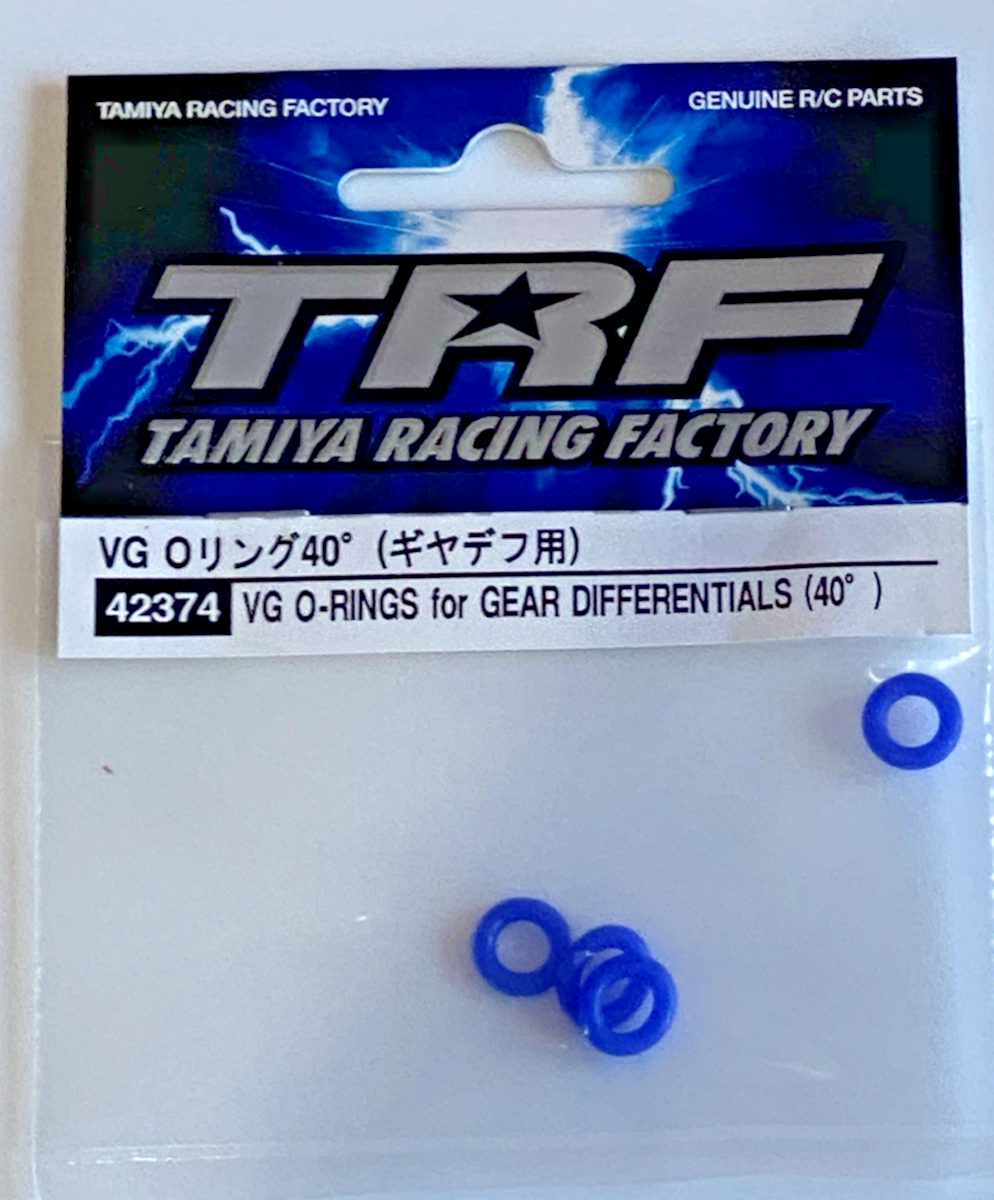 TAMIYA RACING FACTORY
GENUINE R/C PARTS
TRF
TAMIYA RACING FACTORY
VG Oリング40°(ギヤデフ用)
42374 VG O-RINGS for GEAR DIFFERENTIALS (40°)